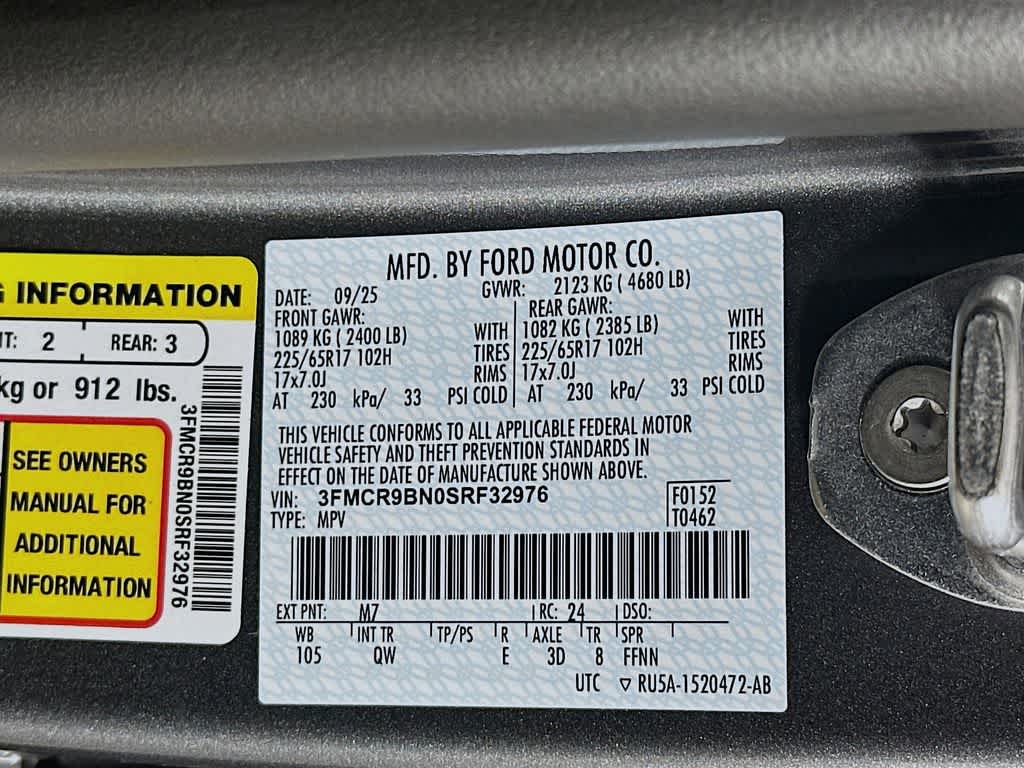 G INFORMATION
NT: 2 REAR: 3
kg or 912 lbs.
SEE OWNERS
MANUAL FOR
ADDITIONAL
INFORMATION
3FMCR9BN0SRF32976
MFD. BY FORD MOTOR CO.
DATE: 09/25 GVWR: 2123 KG ( 4680 LB)
FRONT GAWR: REAR GAWR:
1089 KG ( 2400 LB) WITH 1082 KG ( 2385 LB) WITH
225/65R17 102H TIRES 225/65R17 102H TIRES
17x7.0J RIMS 17x7.0J RIMS
AT 230 kPa/ 33 PSI COLD AT 230 kPa/ 33 PSI COLD
THIS VEHICLE CONFORMS TO ALL APPLICABLE FEDERAL MOTOR
VEHICLE SAFETY AND THEFT PREVENTION STANDARDS IN
EFFECT ON THE DATE OF MANUFACTURE SHOWN ABOVE.
VIN: 3FMCR9BN0SRF32976 F0152
TYPE: MPV T0462
EXT PNT: M7 RC: 24 DSO:
WB INT TR TP/PS R AXLE TR SPR
105 QW E 3D 8 FFNN
UTC ▽ RU5A-1520472-AB